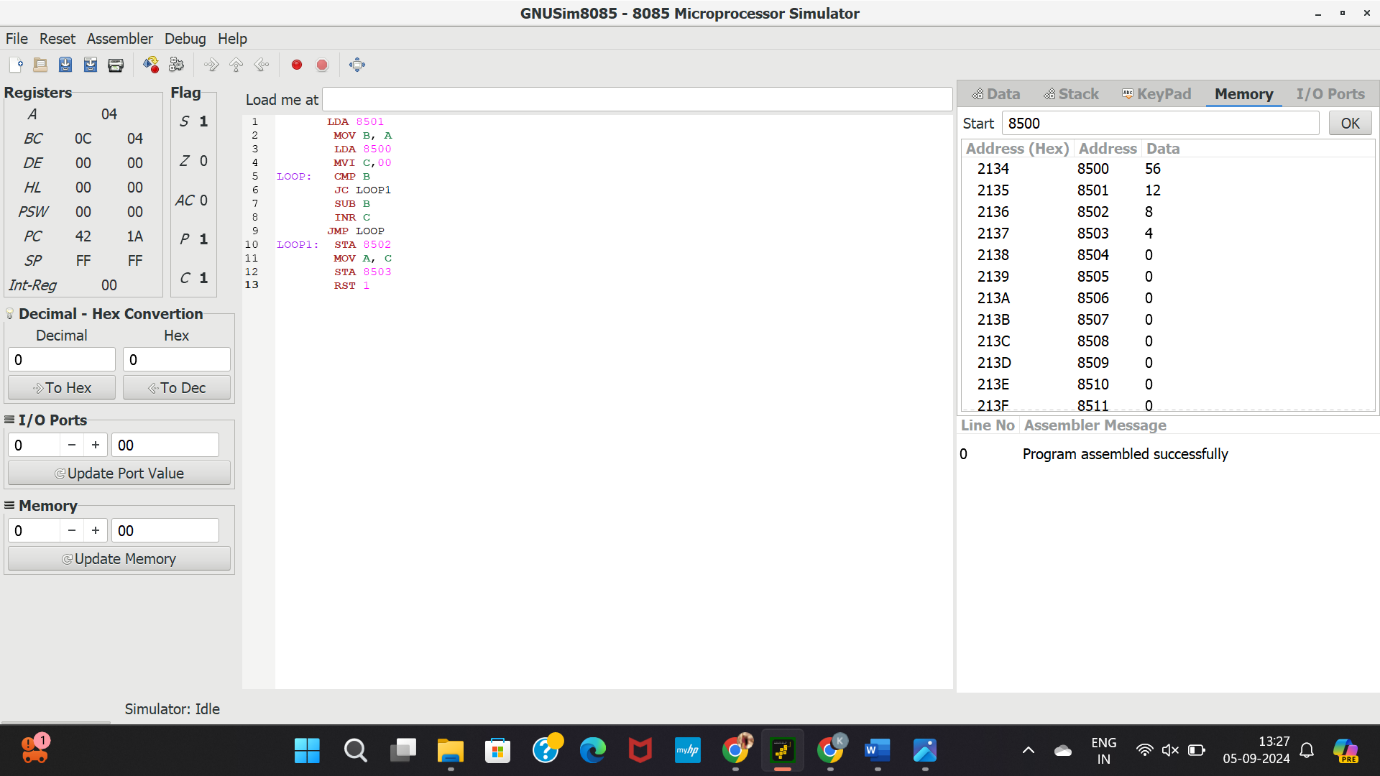 GNUSim8085 - 8085 Microprocessor Simulator
File Reset Assembler Debug Help
Registers
A 04
BC 0C 04
DE 00 00
HL 00 00
PSW 00 00
PC 42 1A
SP FF FF
Int-Reg 00
Flag
S 1
Z 0
AC 0
P 1
C 1
Decimal - Hex Convertion
Decimal Hex
0 0
To Hex To Dec
I/O Ports
0 - + 00
Update Port Value
Memory
0 - + 00
Update Memory
Load me at
1 LDA 8501
2 MOV B, A
3 LDA 8500
4 MVI C,00
5 LOOP: CMP B
6 JC LOOP1
7 SUB B
8 INR C
9 JMP LOOP
10 LOOP1: STA 8502
11 MOV A, C
12 STA 8503
13 RST 1
Data Stack KeyPad Memory I/O Ports
Start 8500 OK
Address (Hex) Address Data
2134 8500 56
2135 8501 12
2136 8502 8
2137 8503 4
2138 8504 0
2139 8505 0
213A 8506 0
213B 8507 0
213C 8508 0
213D 8509 0
213E 8510 0
213F 8511 0
Line No Assembler Message
0 Program assembled successfully
Simulator: Idle
1
myhp
K
W
PRE
ENG
IN
13:27
05-09-2024